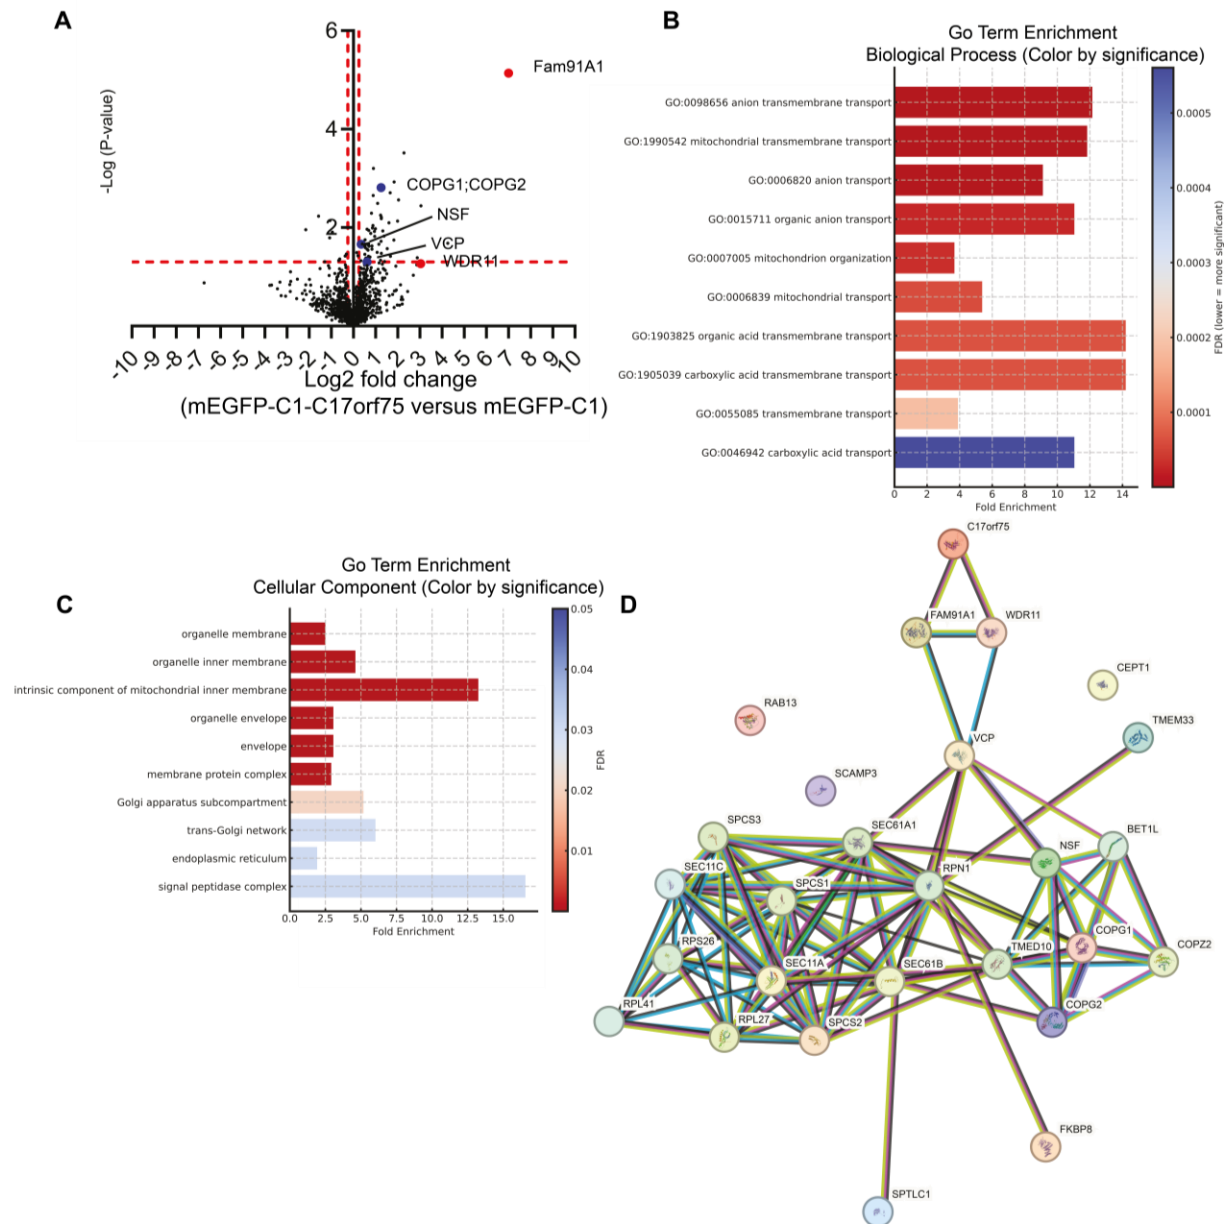 A
6
4
2
-Log (P-value)
Fam91A1
COPG1;COPG2
NSF
VCP
WDR11
-10 -9 -8 -7 -6 -5 -4 -3 -2 -1 0 1 2 3 4 5 6 7 8 9 10
Log2 fold change
(mEGFP-C1-C17orf75 versus mEGFP-C1)
B
Go Term Enrichment
Biological Process (Color by significance)
GO:0098656 anion transmembrane transport
GO:1990542 mitochondrial transmembrane transport
GO:0006820 anion transport
GO:0015711 organic anion transport
GO:0007005 mitochondrion organization
GO:0006839 mitochondrial transport
GO:1903825 organic acid transmembrane transport
GO:1905039 carboxylic acid transmembrane transport
GO:0055085 transmembrane transport
GO:0046942 carboxylic acid transport
0 2 4 6 8 10 12 14
Fold Enrichment
0.0005
0.0004
0.0003
0.0002
0.0001
FDR (lower = more significant)
C
Go Term Enrichment
Cellular Component (Color by significance)
organelle membrane
organelle inner membrane
intrinsic component of mitochondrial inner membrane
organelle envelope
envelope
membrane protein complex
Golgi apparatus subcompartment
trans-Golgi network
endoplasmic reticulum
signal peptidase complex
0.0 2.5 5.0 7.5 10.0 12.5 15.0
Fold Enrichment
0.05
0.04
0.03
0.02
0.01
FDR
D
C17orf75
FAM91A1
WDR11
CEPT1
RAB13
TMEM33
VCP
SCAMP3
SPCS3
SEC61A1
BET1L
NSF
SEC11C
RPN1
SPCS1
COPG1
RPS26
TMED10
COPZ2
SEC11A
SEC61B
RPL41
COPG2
RPL27
SPCS2
FKBP8
SPTLC1